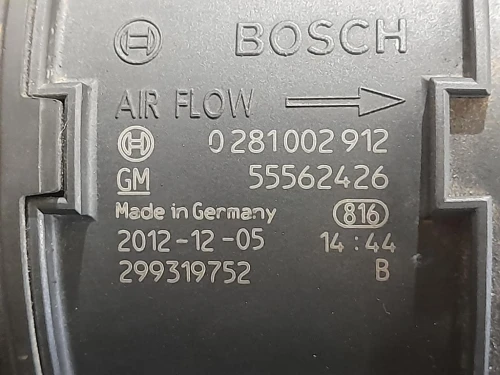 BOSCH
AIR FLOW
0 281 002 912
GM 55562426
Made in Germany 816
2012-12-05 14:44
299319752 B